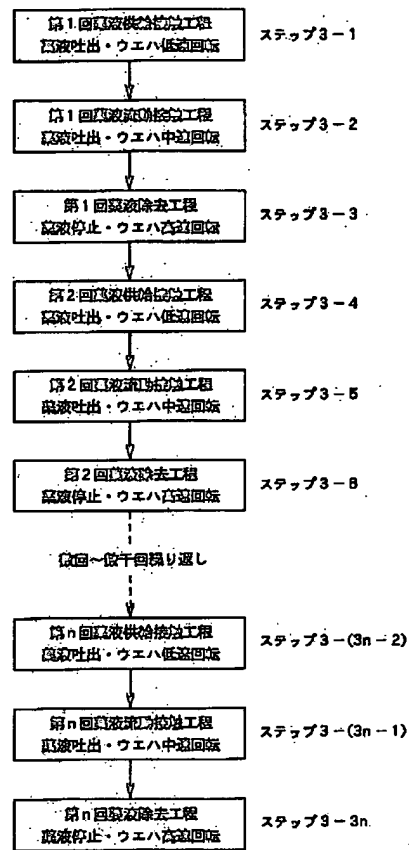 第1回薬液供給接触工程
薬液吐出・ウエハ低速回転
ステップ3－1
第1回薬液流動接触工程
薬液吐出・ウエハ中速回転
ステップ3－2
第1回薬液除去工程
薬液停止・ウエハ高速回転
ステップ3－3
第2回薬液供給接触工程
薬液吐出・ウエハ低速回転
ステップ3－4
第2回薬液流動接触工程
薬液吐出・ウエハ中速回転
ステップ3－5
第2回薬液除去工程
薬液停止・ウエハ高速回転
ステップ3－6
数回～数千回繰り返し
第n回薬液供給接触工程
薬液吐出・ウエハ低速回転
ステップ3－(3n－2)
第n回薬液流動接触工程
薬液吐出・ウエハ中速回転
ステップ3－(3n－1)
第n回薬液除去工程
薬液停止・ウエハ高速回転
ステップ3－3n